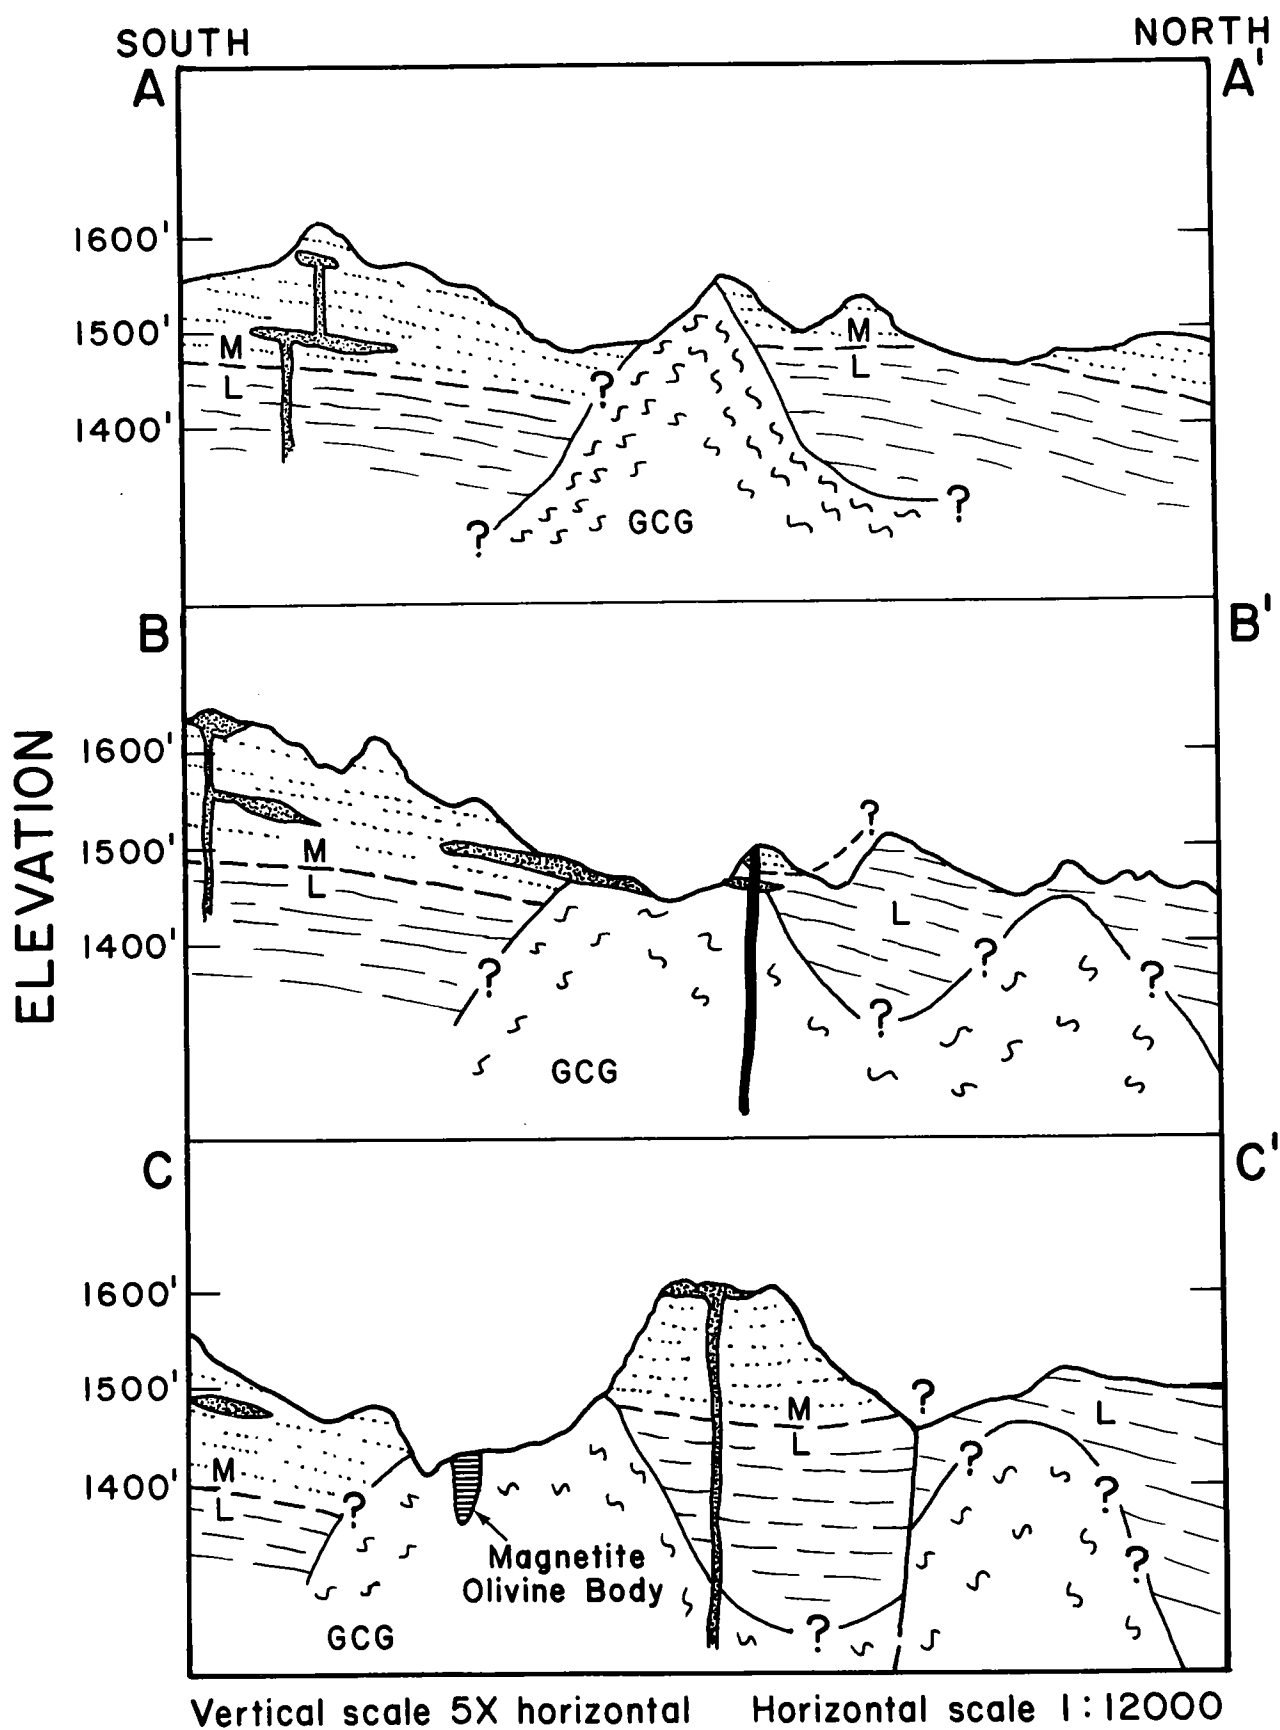 SOUTH NORTH
A A'
1600'
1500'
M
L
M
L
1400'
?
?
?
GCG
B B'
ELEVATION
1600'
1500'
1400'
?
M
L
L
?
?
?
?
GCG
C C'
1600'
1500'
1400'
?
M
L
L
M
L
?
?
?
?
?
Magnetite
Olivine Body
GCG
Vertical scale 5X horizontal Horizontal scale 1:12000